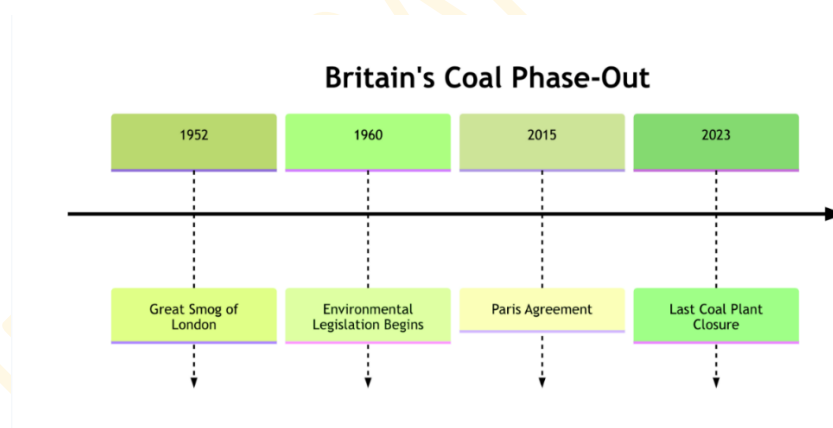 Britain's Coal Phase-Out
1952
1960
2015
2023
Great Smog of
London
Environmental
Legislation Begins
Paris Agreement
Last Coal Plant
Closure